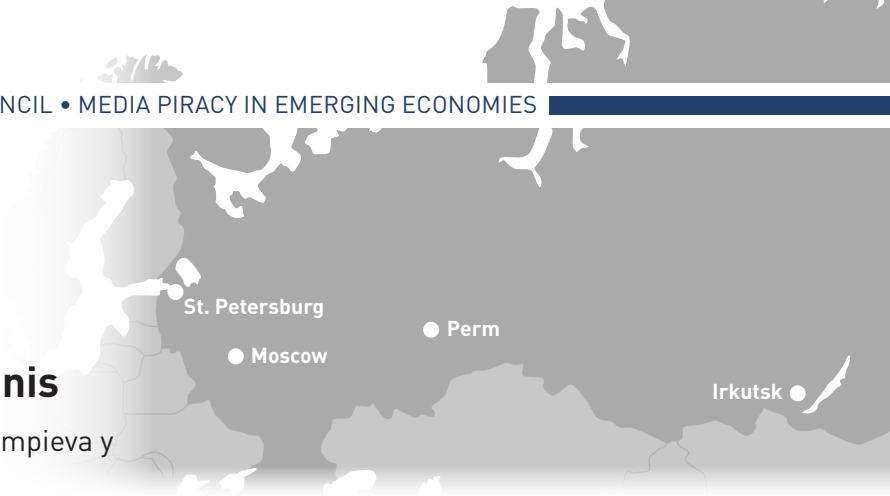 NCIL • MEDIA PIRACY IN EMERGING ECONOMIES
St. Petersburg
Perm
Moscow
nis
Irkutsk
mpieva y